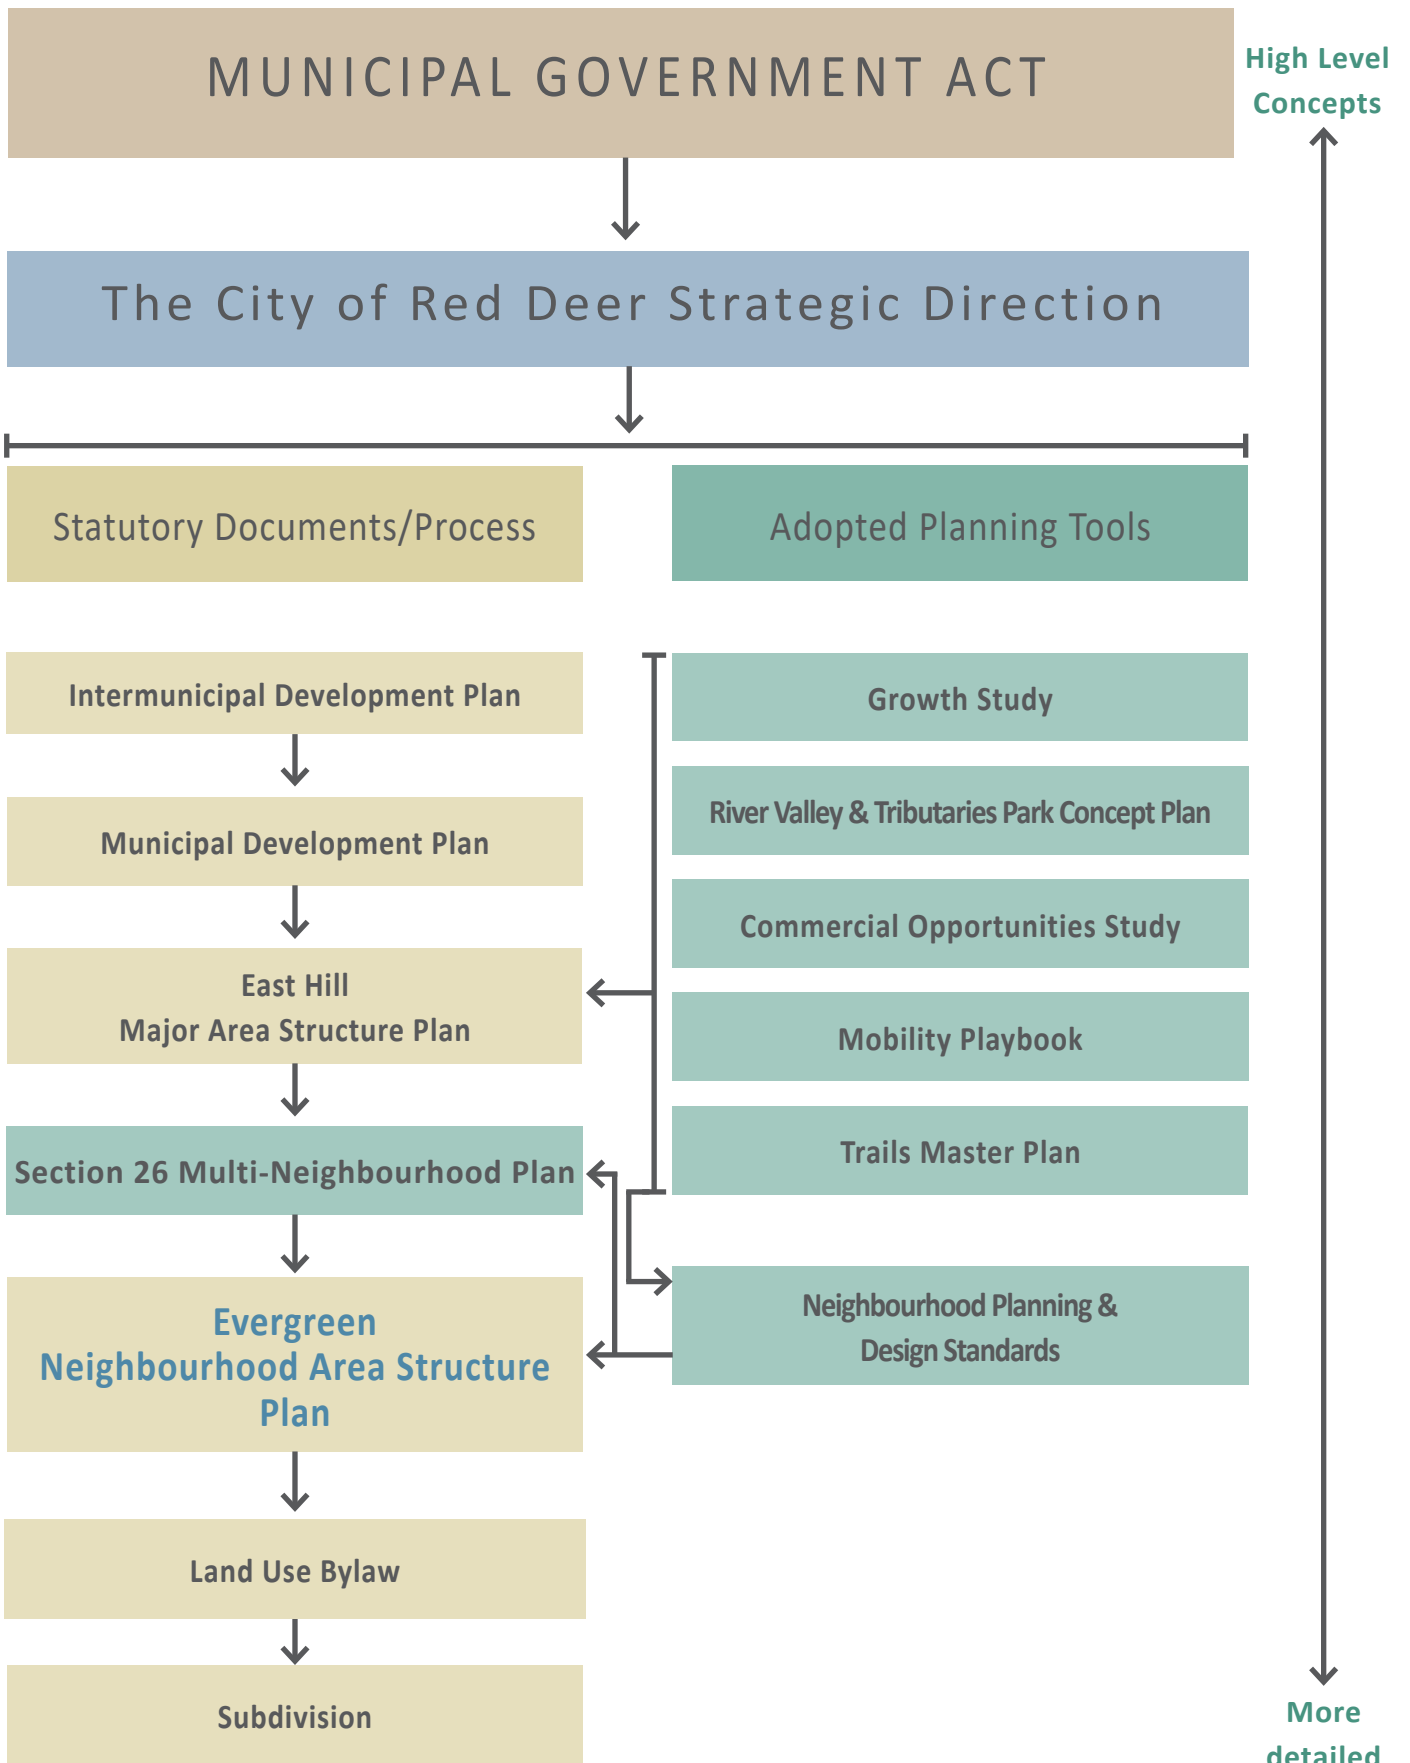 MUNICIPAL GOVERNMENT ACT
High Level
Concepts
The City of Red Deer Strategic Direction
Statutory Documents/Process
Adopted Planning Tools
Intermunicipal Development Plan
Growth Study
River Valley & Tributaries Park Concept Plan
Municipal Development Plan
Commercial Opportunities Study
East Hill
Major Area Structure Plan
Mobility Playbook
Trails Master Plan
Section 26 Multi-Neighbourhood Plan
Neighbourhood Planning &
Design Standards
Evergreen
Neighbourhood Area Structure
Plan
Land Use Bylaw
Subdivision
More
detailed